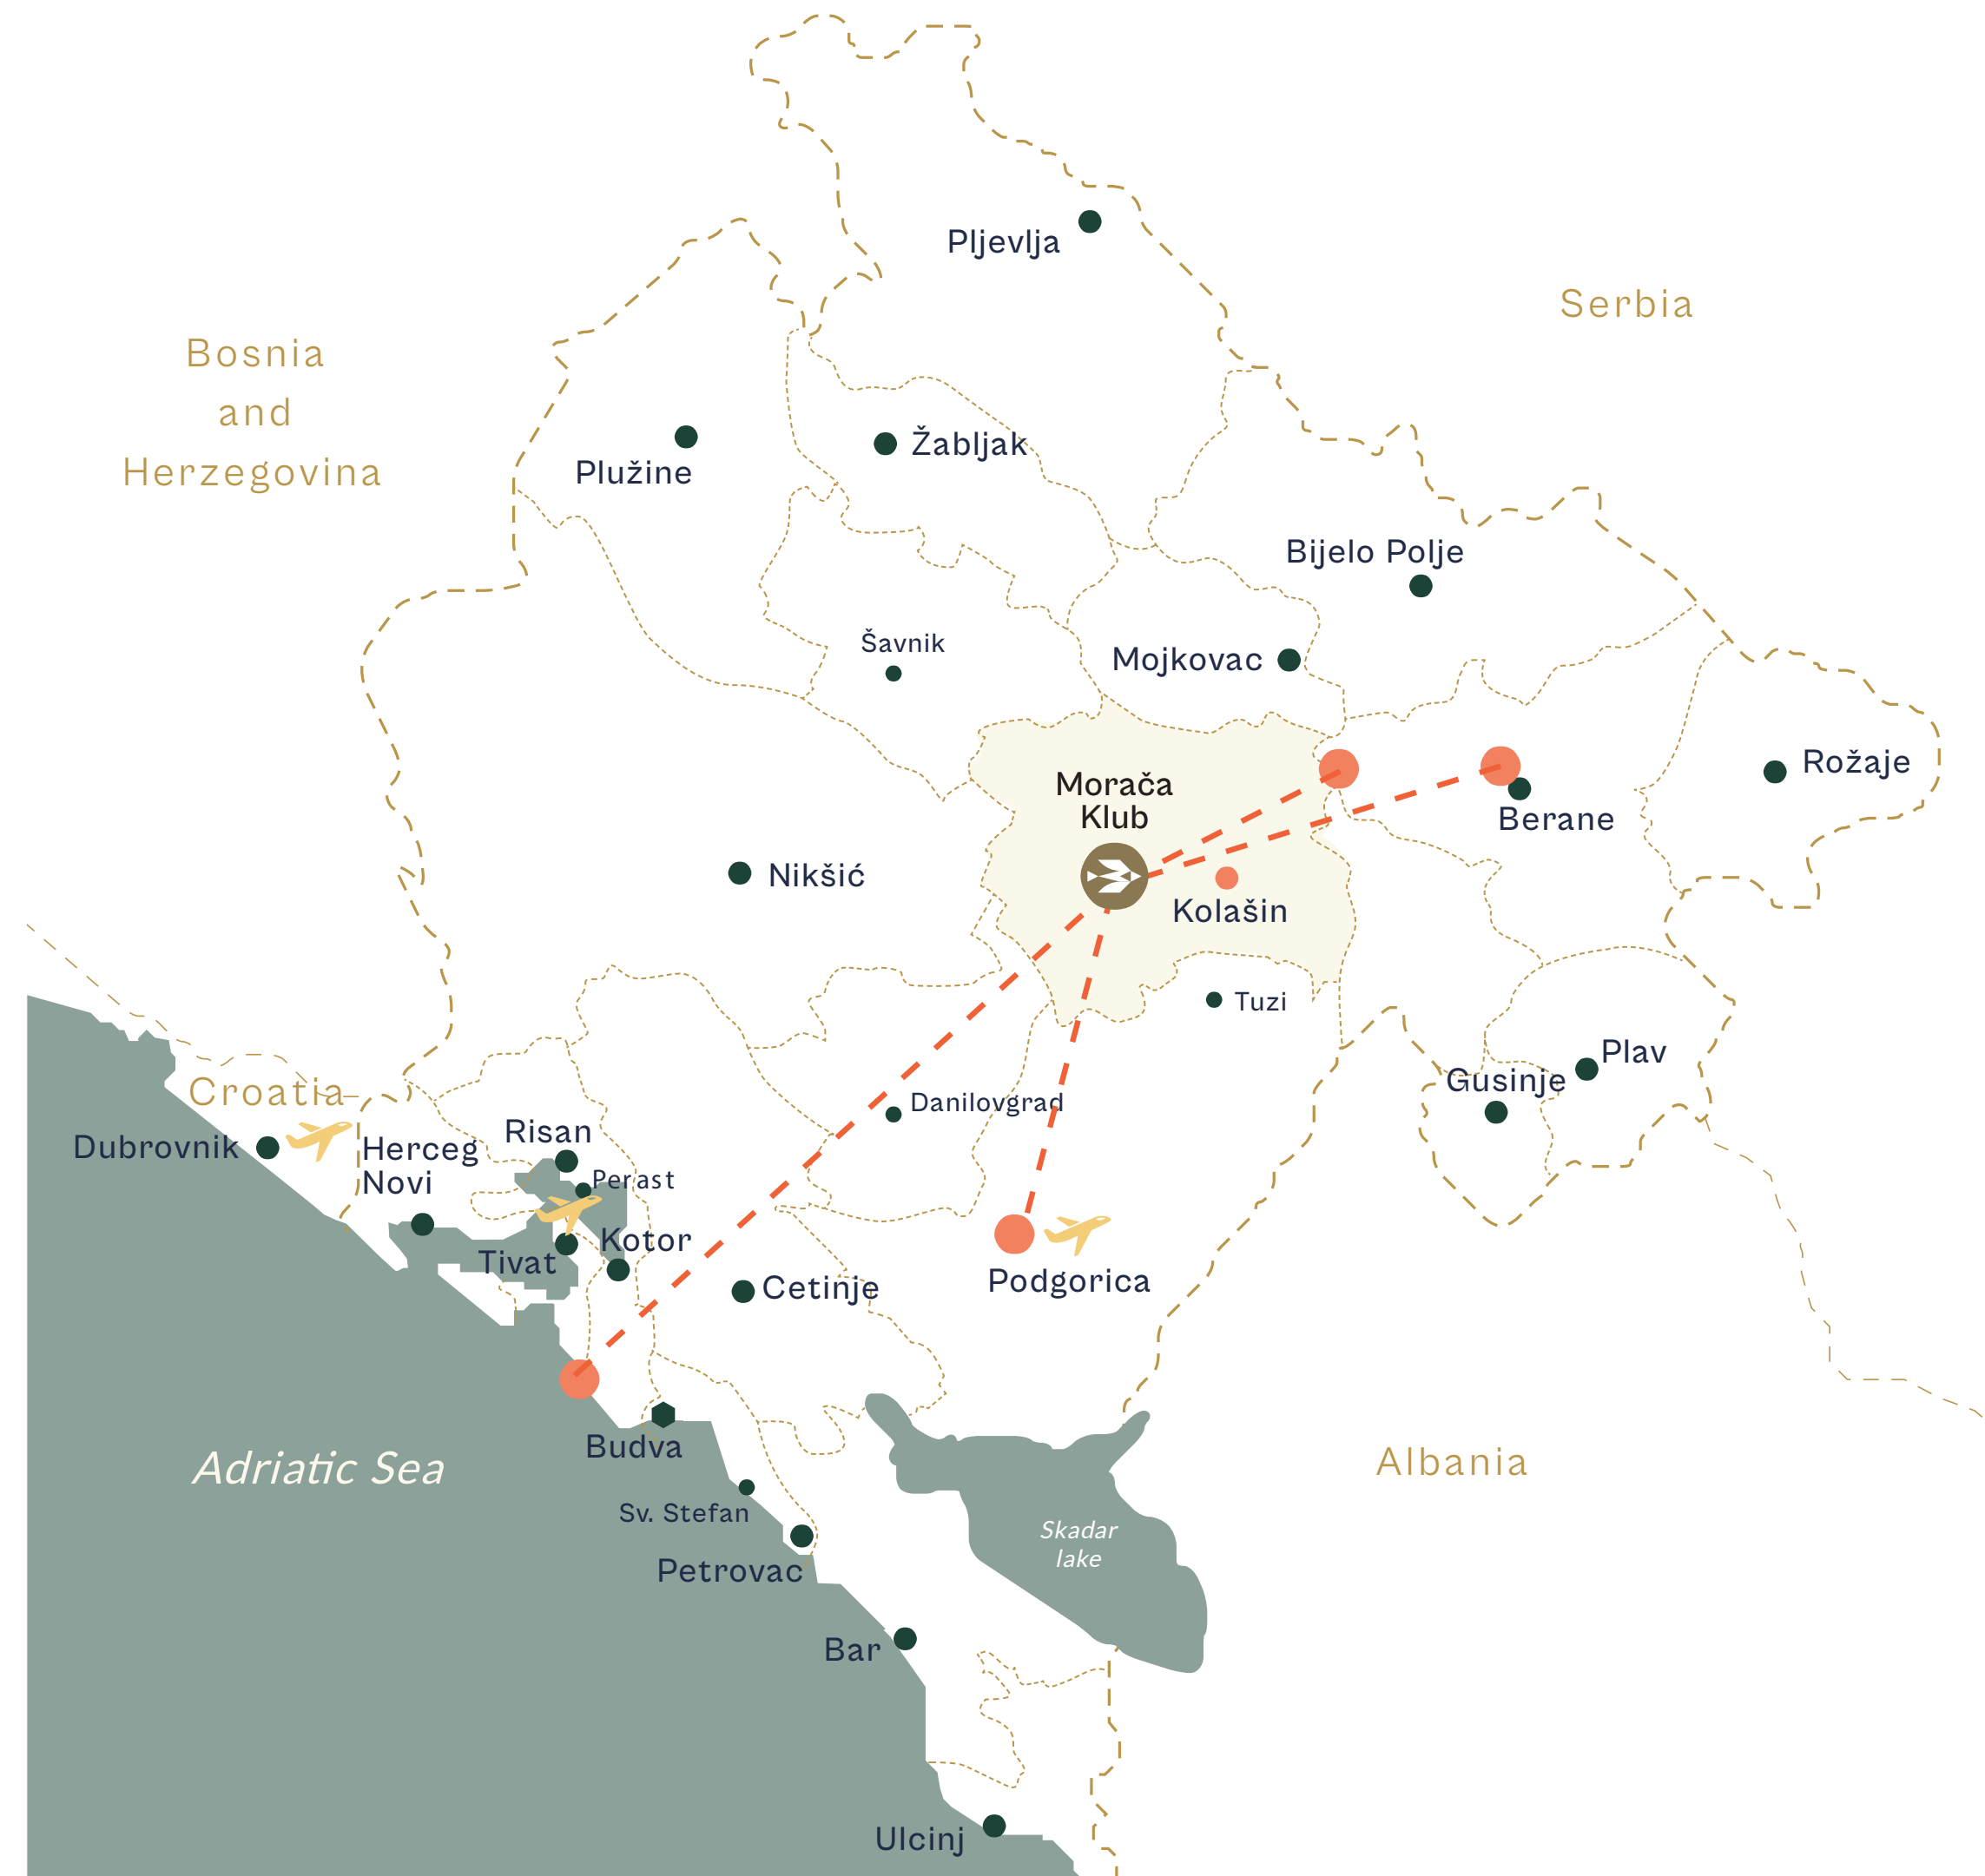 Pljevlja
Serbia
Bosnia
and
Herzegovina
Žabljak
Plužine
Bijelo Polje
Šavnik
Mojkovac
Rožaje
Morača
Klub
Berane
Nikšić
Kolašin
Tuzi
Plav
Gusinje
Croatia
Danilovgrad
Risan
Dubrovnik
Herceg
Novi
Perast
Kotor
Tivat
Podgorica
Cetinje
Budva
Albania
Adriatic Sea
Sv. Stefan
Skadar
lake
Petrovac
Bar
Ulcinj